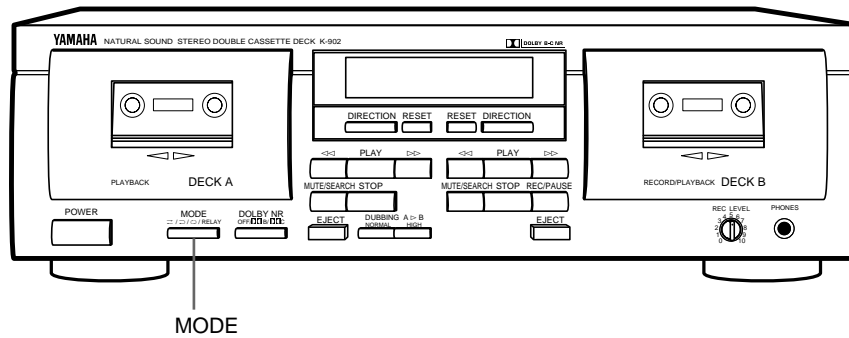 YAMAHA NATURAL SOUND STEREO DOUBLE CASSETTE DECK K-902
DOLBY B-C NR
DIRECTION RESET RESET DIRECTION
PLAY PLAY
PLAYBACK DECK A
MUTE/SEARCH STOP MUTE/SEARCH STOP REC/PAUSE
RECORD/PLAYBACK DECK B
POWER
MODE
/ / / RELAY
DOLBY NR
OFF/ B/ C
EJECT
DUBBING A ▷ B
NORMAL HIGH
EJECT
REC LEVEL
0 1 2 3 4 5 6 7 8 9 10
PHONES
MODE